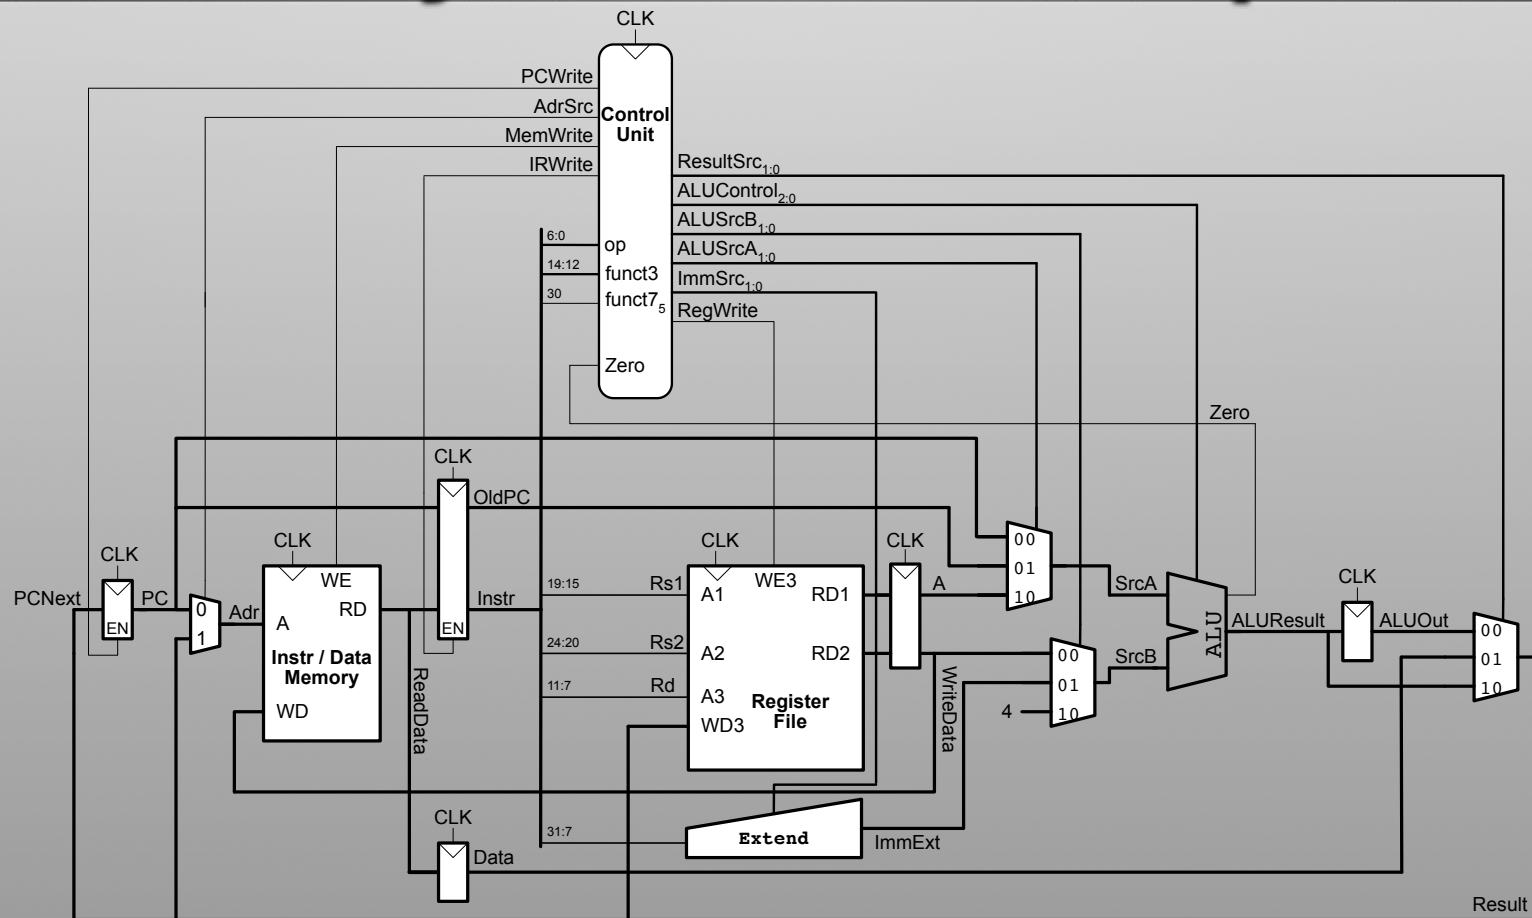 CLK
PCWrite
AdrSrc
MemWrite
IRWrite
Control
Unit
ResultSrc1:0
ALUControl2:0
ALUSrcB1:0
ALUSrcA1:0
ImmSrc1:0
RegWrite
6:0
op
14:12
funct3
30
funct75
Zero
Zero
CLK
OldPC
CLK
CLK
CLK
CLK
CLK
PCNext
EN
PC
0
1
Adr
WE
RD
A
Instr / Data
Memory
WD
EN
Instr
ReadData
19:15
Rs1
24:20
Rs2
11:7
Rd
A1
WE3
RD1
A2
RD2
A3
WD3
Register
File
A
WriteData
00
01
10
SrcA
00
01
10
4
SrcB
ALU
ALUResult
ALUOut
00
01
10
31:7
Extend
ImmExt
CLK
Data
Result